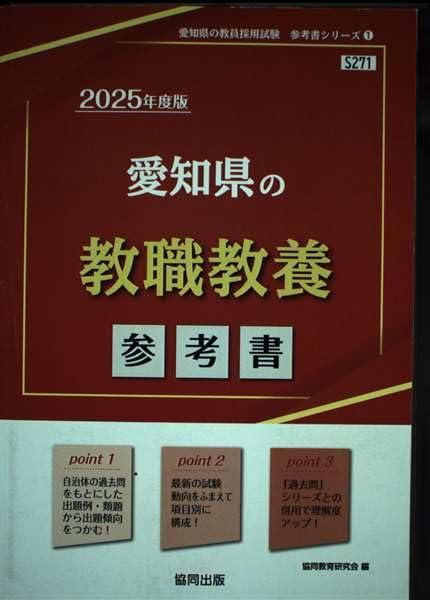 愛知県の教員採用試験 参考書シリーズ❶
S271
2025年度版
愛知県の
教職教養
参考書
point 1
自治体の過去問
をもとにした
出題例・類題
から出題傾向
をつかむ!
point 2
最新の試験
動向をふまえて
項目別に
構成!
point 3
「過去問」
シリーズとの
併用で理解度
アップ!
協同教育研究会 編
協同出版